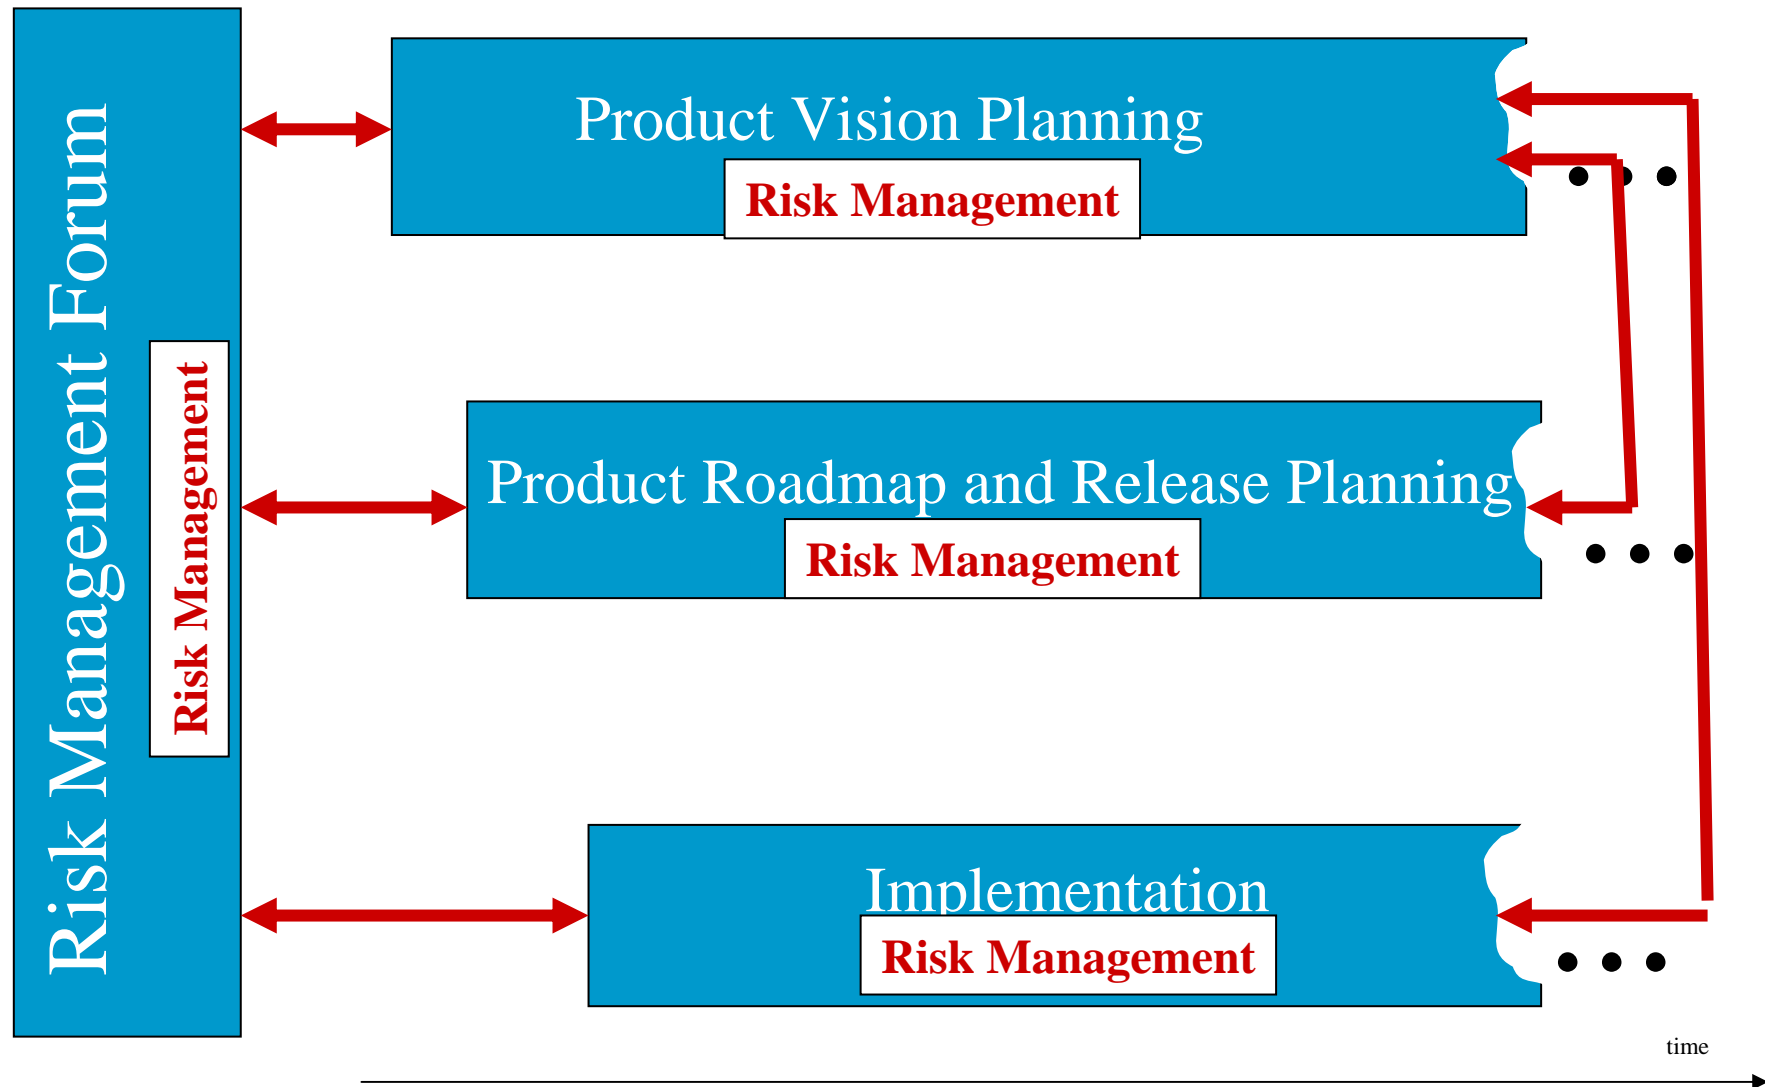 Risk Management Forum
Risk Management
Product Vision Planning
Risk Management
Product Roadmap and Release Planning
Risk Management
Implementation
Risk Management
time